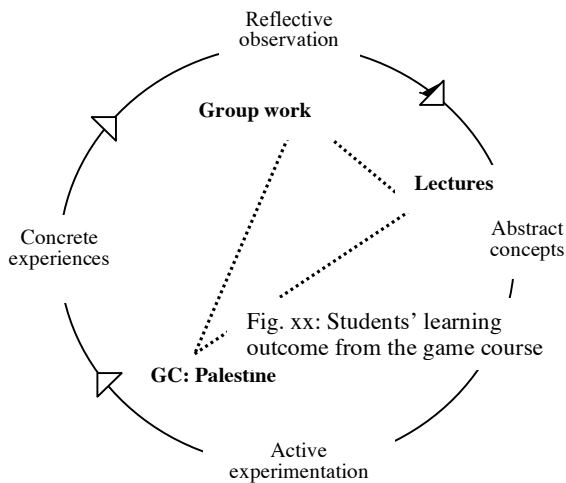 Reflective
observation
Group work
Lectures
Abstract
concepts
Concrete
experiences
Fig. xx: Students’ learning
outcome from the game course
GC: Palestine
Active
experimentation